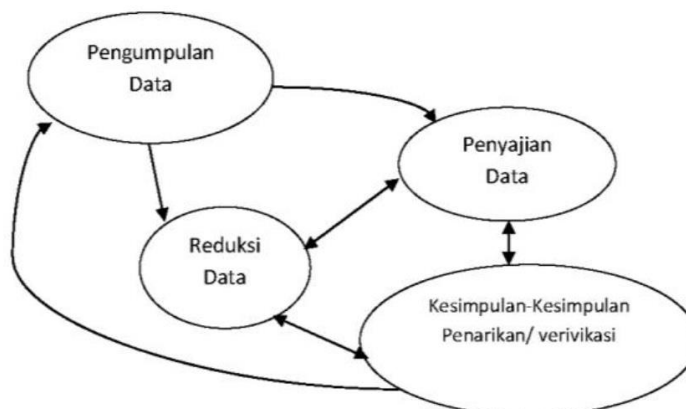 Pengumpulan
Data
Penyajian
Data
Reduksi
Data
Kesimpulan-Kesimpulan
Penarikan/ verivikasi